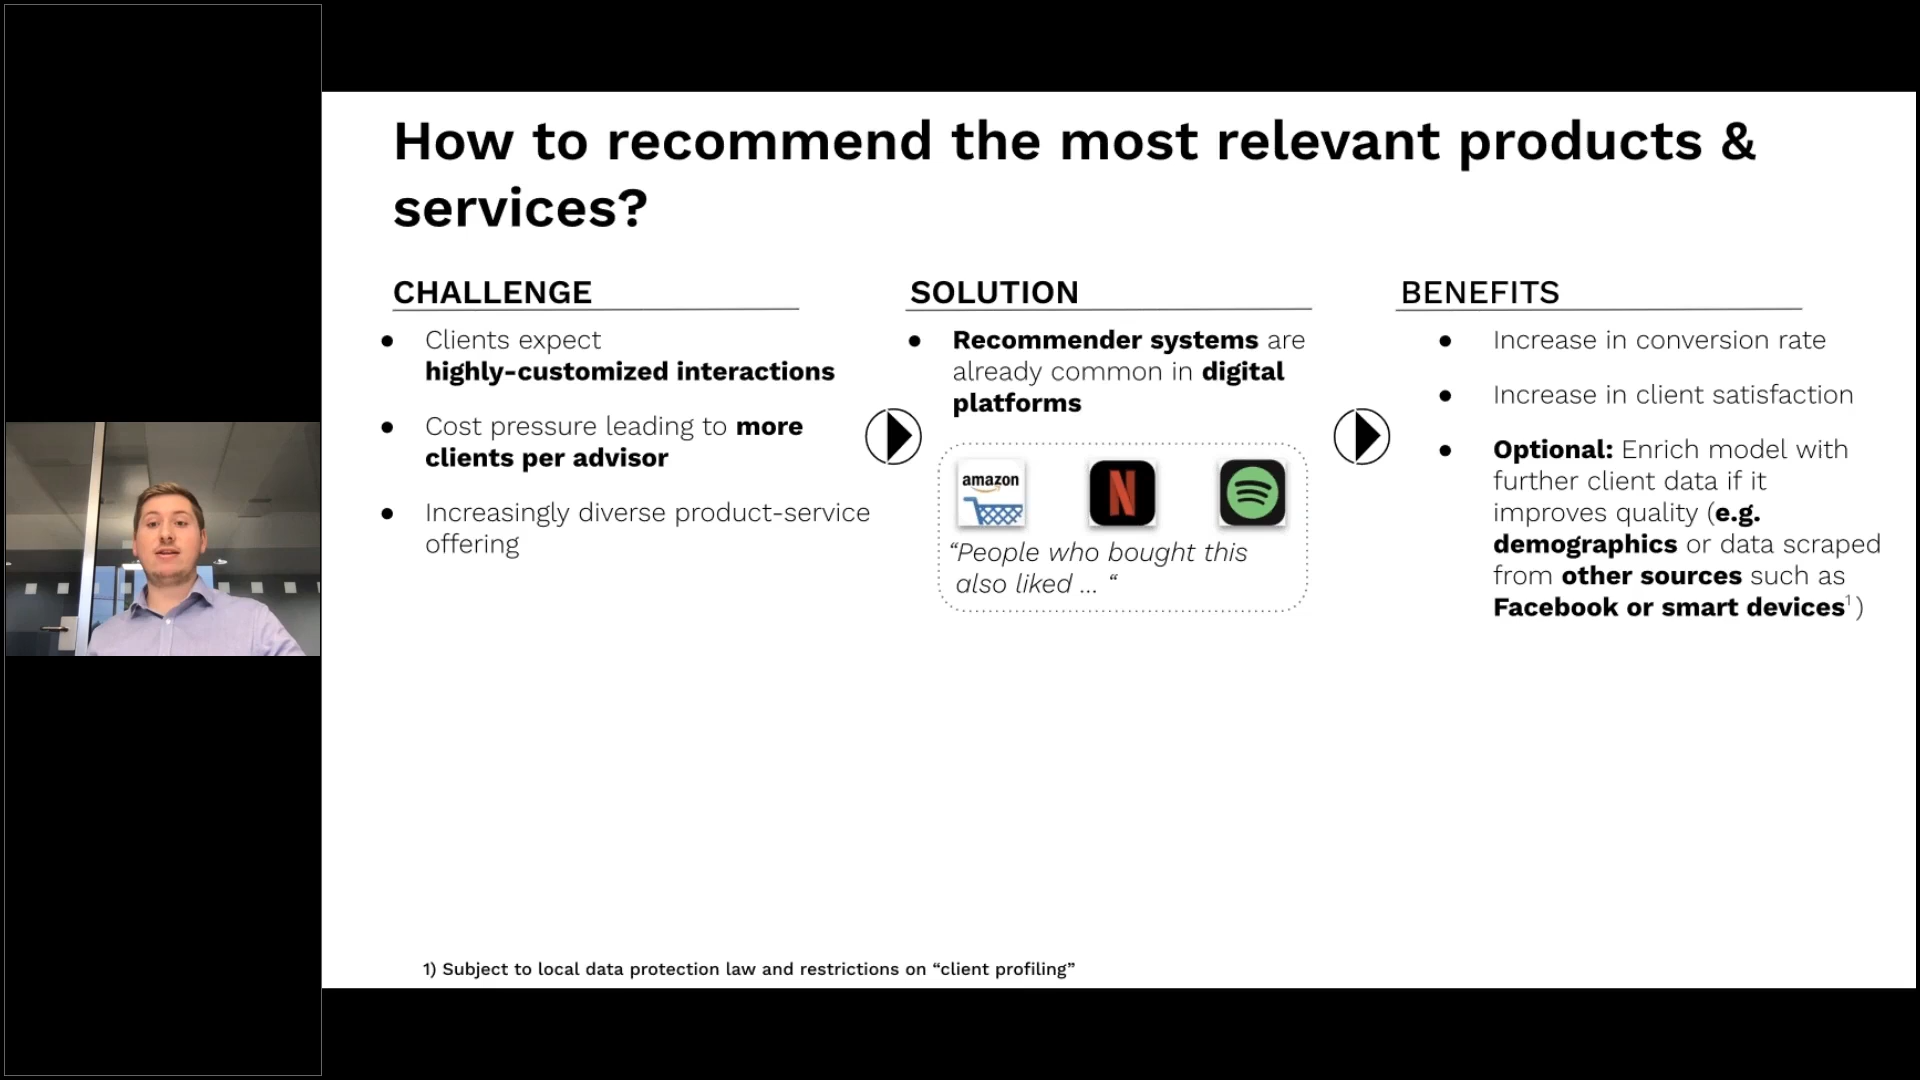 How to recommend the most relevant products &
services?
CHALLENGE
● Clients expect
highly-customized interactions
● Cost pressure leading to more
clients per advisor
● Increasingly diverse product-service
offering
SOLUTION
● Recommender systems are
already common in digital
platforms
amazon
N
“People who bought this
also liked ... “
BENEFITS
● Increase in conversion rate
● Increase in client satisfaction
● Optional: Enrich model with
further client data if it
improves quality (e.g.
demographics or data scraped
from other sources such as
Facebook or smart devices¹)
1) Subject to local data protection law and restrictions on “client profiling”